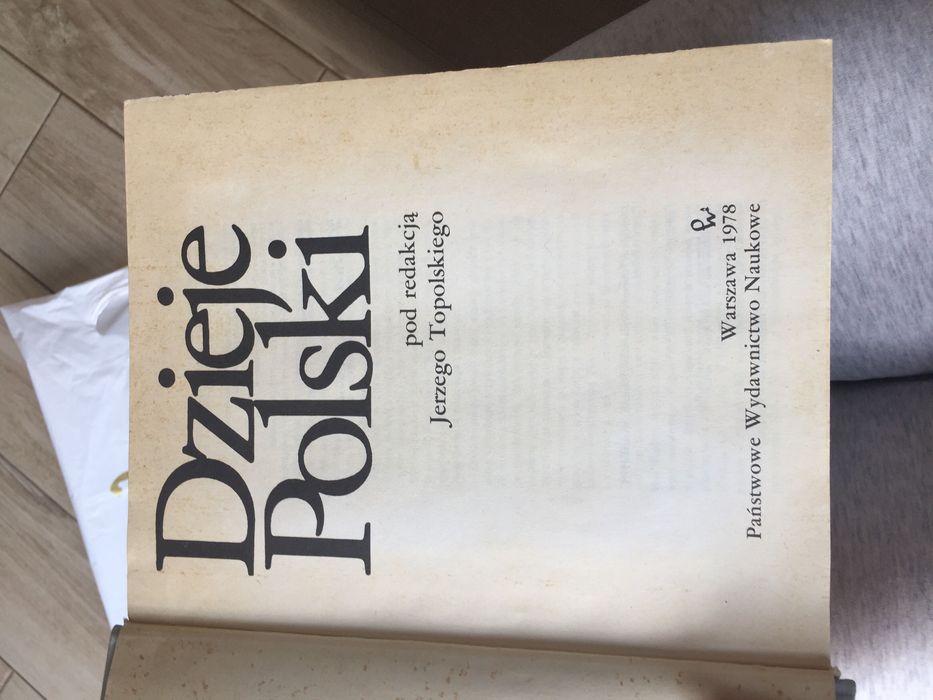 Dzieje
Polski
pod redakcją
Jerzego Topolskiego
Warszawa 1978
Państwowe Wydawnictwo Naukowe